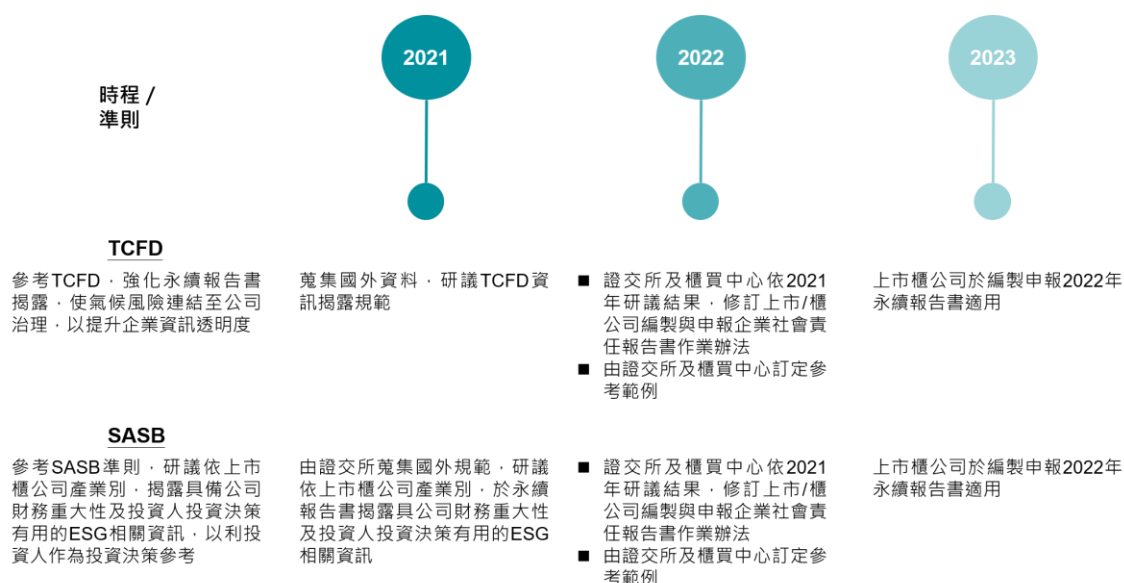 2021
2022
2023
時程 /
準則
TCFD
參考TCFD，強化永續報告書
揭露，使氣候風險連結至公司
治理，以提升企業資訊透明度
蒐集國外資料，研議TCFD資
訊揭露規範
■ 證交所及櫃買中心依2021
年研議結果，修訂上市/櫃
公司編製與申報企業社會責
任報告書作業辦法
■ 由證交所及櫃買中心訂定參
考範例
上市櫃公司於編製申報2022年
永續報告書適用
SASB
參考SASB準則，研議依上市
櫃公司產業別，揭露具備公司
財務重大性及投資人投資決策
有用的ESG相關資訊，以利投
資人作為投資決策參考
由證交所蒐集國外規範，研議
依上市櫃公司產業別，於永續
報告書揭露具公司財務重大性
及投資人投資決策有用的ESG
相關資訊
■ 證交所及櫃買中心依2021
年研議結果，修訂上市/櫃
公司編製與申報企業社會責
任報告書作業辦法
■ 由證交所及櫃買中心訂定參
考範例
上市櫃公司於編製申報2022年
永續報告書適用